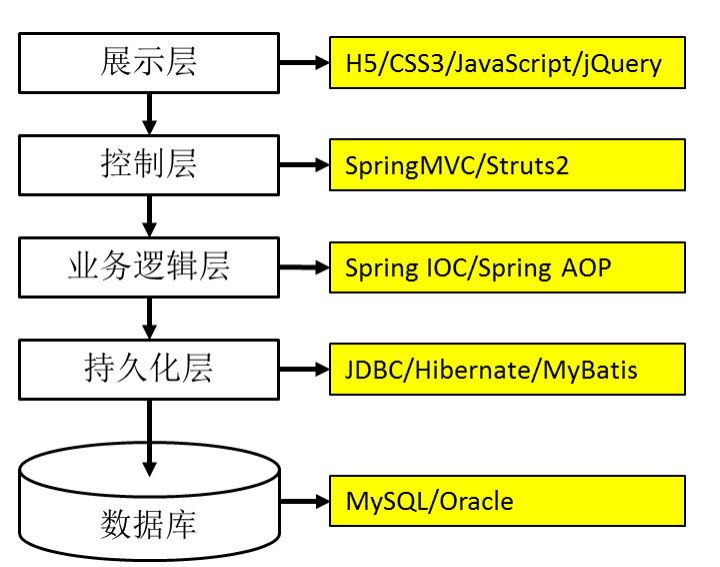 展示层
H5/CSS3/JavaScript/jQuery
控制层
SpringMVC/Struts2
业务逻辑层
Spring IOC/Spring AOP
持久化层
JDBC/Hibernate/MyBatis
数据库
MySQL/Oracle